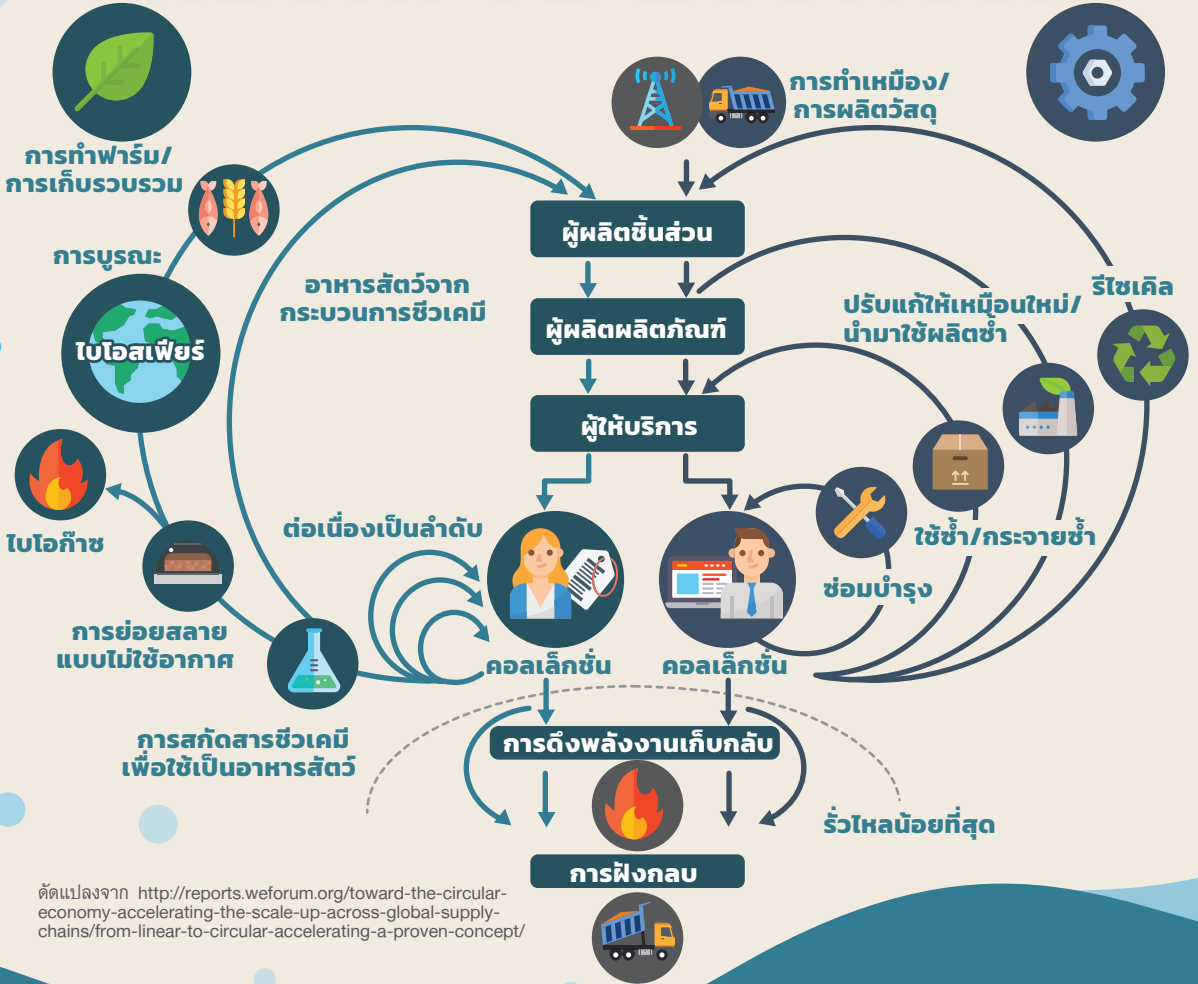 การทำเหมือง/
การผลิตวัสดุ
การทำฟาร์ม/
การเก็บรวบรวม
ผู้ผลิตชิ้นส่วน
การบูรณะ
อาหารสัตว์จาก
กระบวนการชีวเคมี
รีไซเคิล
ปรับแก้ให้เหมือนใหม่/
นำมาใช้ผลิตซ้ำ
ผู้ผลิตผลิตภัณฑ์
ไบโอสเฟียร์
ผู้ให้บริการ
ต่อเนื่องเป็นลำดับ
ไบโอก๊าซ
ใช้ซ้ำ/กระจายซ้ำ
ซ่อมบำรุง
การย่อยสลาย
แบบไม่ใช้อากาศ
คอลเล็กชั่น
คอลเล็กชั่น
การสกัดสารชีวเคมี
เพื่อใช้เป็นอาหารสัตว์
การดึงพลังงานเก็บกลับ
รั่วไหลน้อยที่สุด
การฝังกลบ
ดัดแปลงจาก http://reports.weforum.org/toward-the-circular-
economy-accelerating-the-scale-up-across-global-supply-
chains/from-linear-to-circular-accelerating-a-proven-concept/